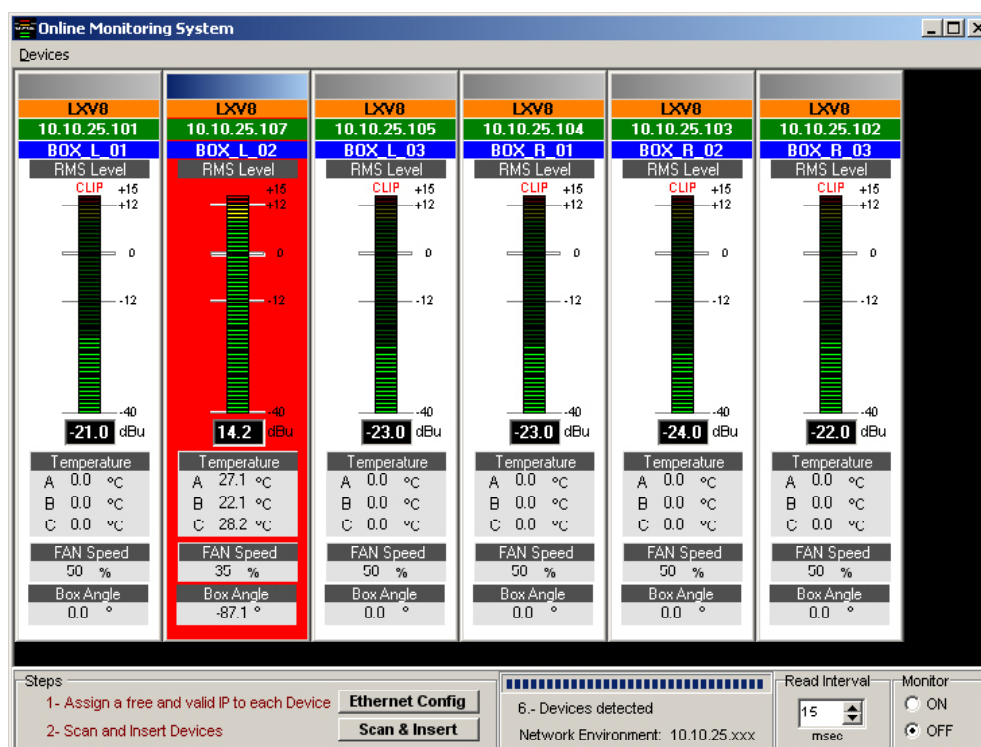 Online Monitoring System
Devices
LXV8
10.10.25.101
BOX_L_01
RMS Level
CLIP +15
+12
0
-12
-40
-21.0 dBu
Temperature
A 0.0 °C
B 0.0 °C
C 0.0 °C
FAN Speed
50 %
Box Angle
0.0 °
LXV8
10.10.25.107
BOX_L_02
RMS Level
+15
+12
0
-12
-40
14.2 dBu
Temperature
A 27.1 °C
B 22.1 °C
C 28.2 °C
FAN Speed
35 %
Box Angle
-87.1 °
LXV8
10.10.25.105
BOX_L_03
RMS Level
CLIP +15
+12
0
-12
-40
-23.0 dBu
Temperature
A 0.0 °C
B 0.0 °C
C 0.0 °C
FAN Speed
50 %
Box Angle
0.0 °
LXV8
10.10.25.104
BOX_R_01
RMS Level
CLIP +15
+12
0
-12
-40
-23.0 dBu
Temperature
A 0.0 °C
B 0.0 °C
C 0.0 °C
FAN Speed
50 %
Box Angle
0.0 °
LXV8
10.10.25.103
BOX_R_02
RMS Level
CLIP +15
+12
0
-12
-40
-24.0 dBu
Temperature
A 0.0 °C
B 0.0 °C
C 0.0 °C
FAN Speed
50 %
Box Angle
0.0 °
LXV8
10.10.25.102
BOX_R_03
RMS Level
CLIP +15
+12
0
-12
-40
-22.0 dBu
Temperature
A 0.0 °C
B 0.0 °C
C 0.0 °C
FAN Speed
50 %
Box Angle
0.0 °
Steps
1- Assign a free and valid IP to each Device
Ethernet Config
2- Scan and Insert Devices
Scan & Insert
6.- Devices detected
Network Environment: 10.10.25.xxx
Read Interval
15
msec
Monitor
ON
OFF